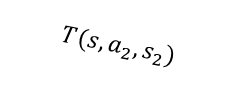 T(s, a₂, s₂)